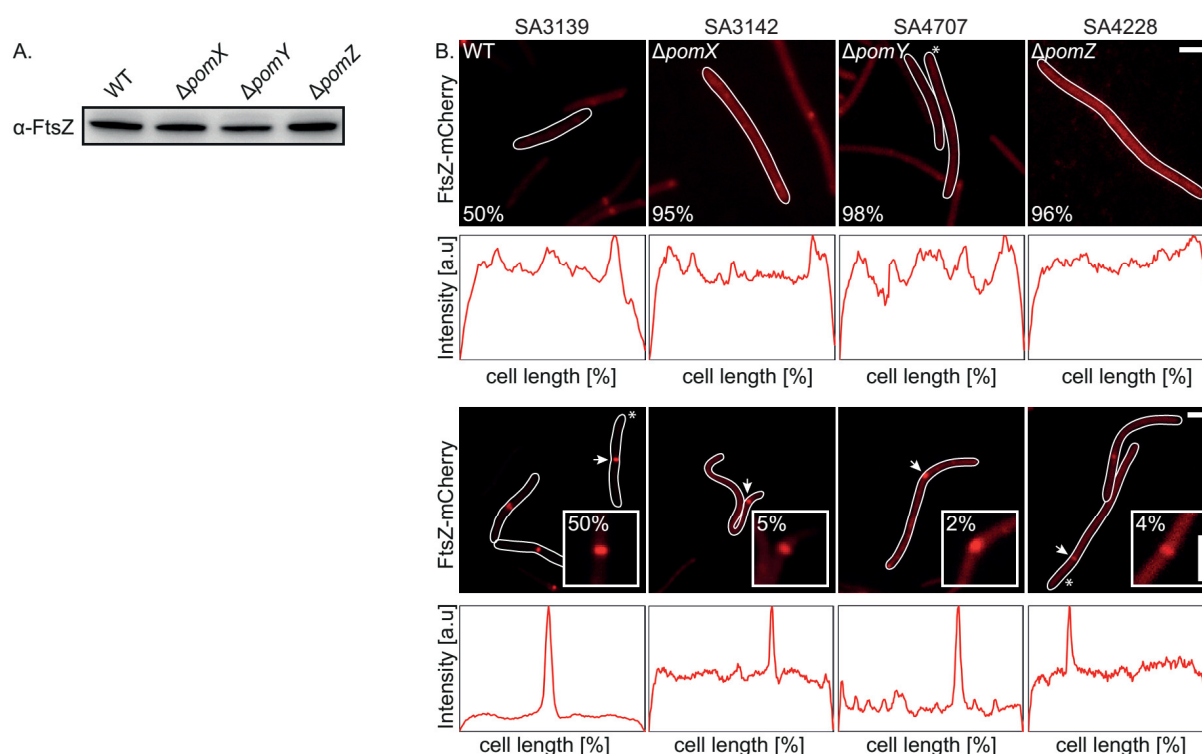 A.
WT
ΔpomX
ΔpomY
ΔpomZ
α-FtsZ
B.
SA3139
SA3142
SA4707
SA4228
FtsZ-mCherry
WT
ΔpomX
ΔpomY
*
ΔpomZ
50%
95%
98%
96%
Intensity [a.u]
cell length [%]
cell length [%]
cell length [%]
cell length [%]
FtsZ-mCherry
*
*
50%
5%
2%
4%
Intensity [a.u]
cell length [%]
cell length [%]
cell length [%]
cell length [%]